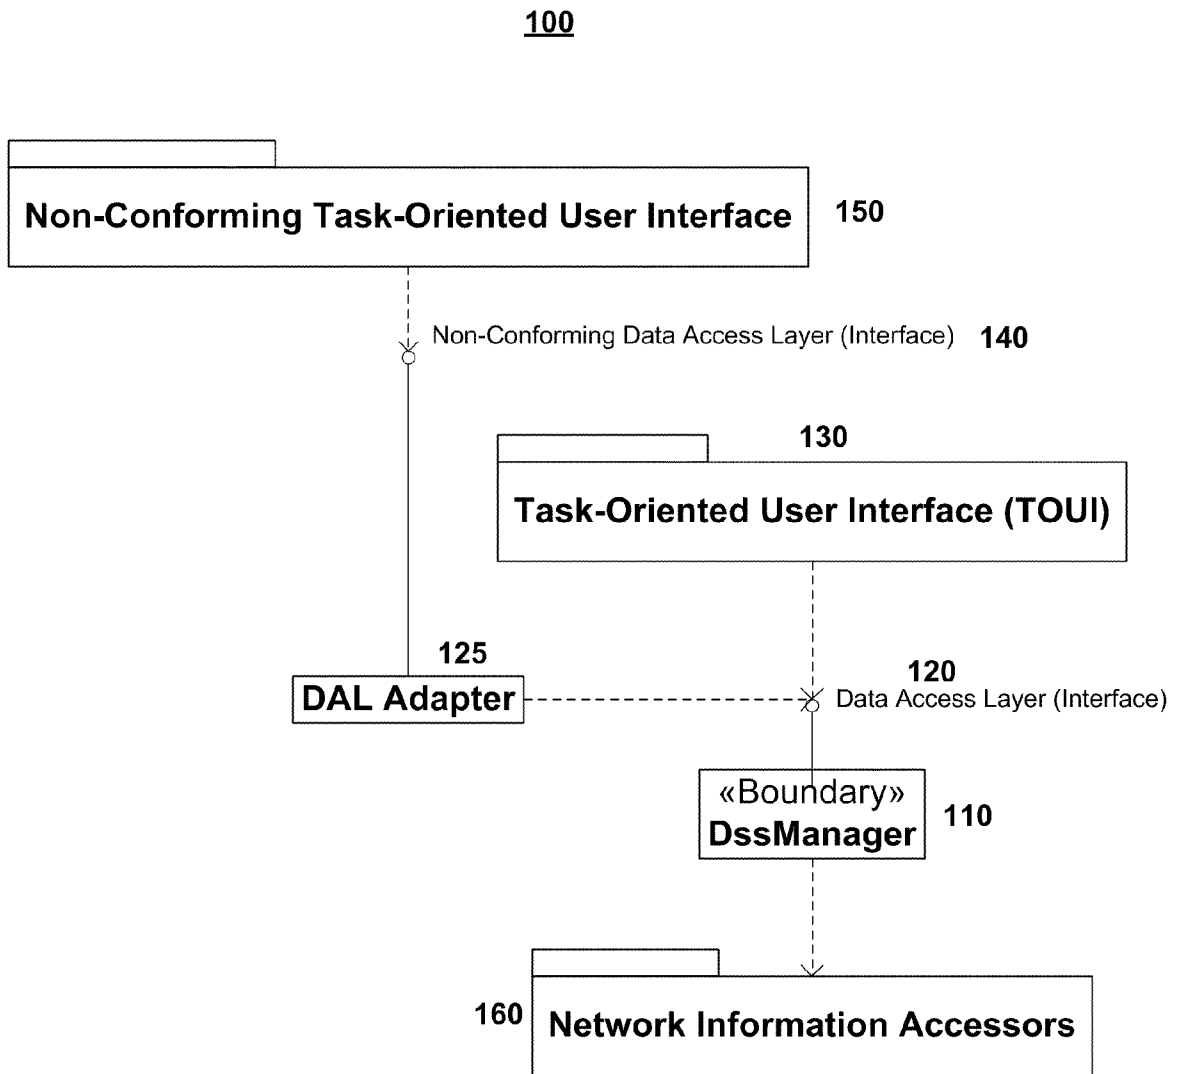 100
Non-Conforming Task-Oriented User Interface 150
Non-Conforming Data Access Layer (Interface) 140
130
Task-Oriented User Interface (TOUI)
125
DAL Adapter
120
Data Access Layer (Interface)
«Boundary»
DssManager
110
160
Network Information Accessors